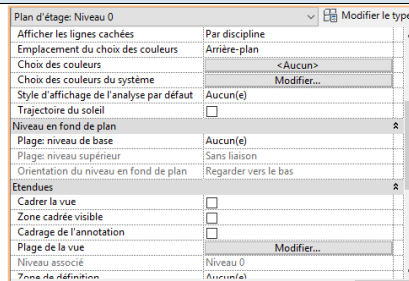 Plan d'étage: Niveau 0 Modifier le type
Afficher les lignes cachées Par discipline
Emplacement du choix des couleurs Arrière-plan
Choix des couleurs <Aucun>
Choix des couleurs du système Modifier...
Style d'affichage de l'analyse par défaut Aucun(e)
Trajectoire du soleil
Niveau en fond de plan
Plage: niveau de base Aucun(e)
Plage: niveau supérieur Sans liaison
Orientation du niveau en fond de plan Regarder vers le bas
Etendues
Cadrer la vue
Zone cadrée visible
Cadrage de l'annotation
Plage de la vue Modifier...
Niveau associé Niveau 0
Zone de définition Aucun(e)